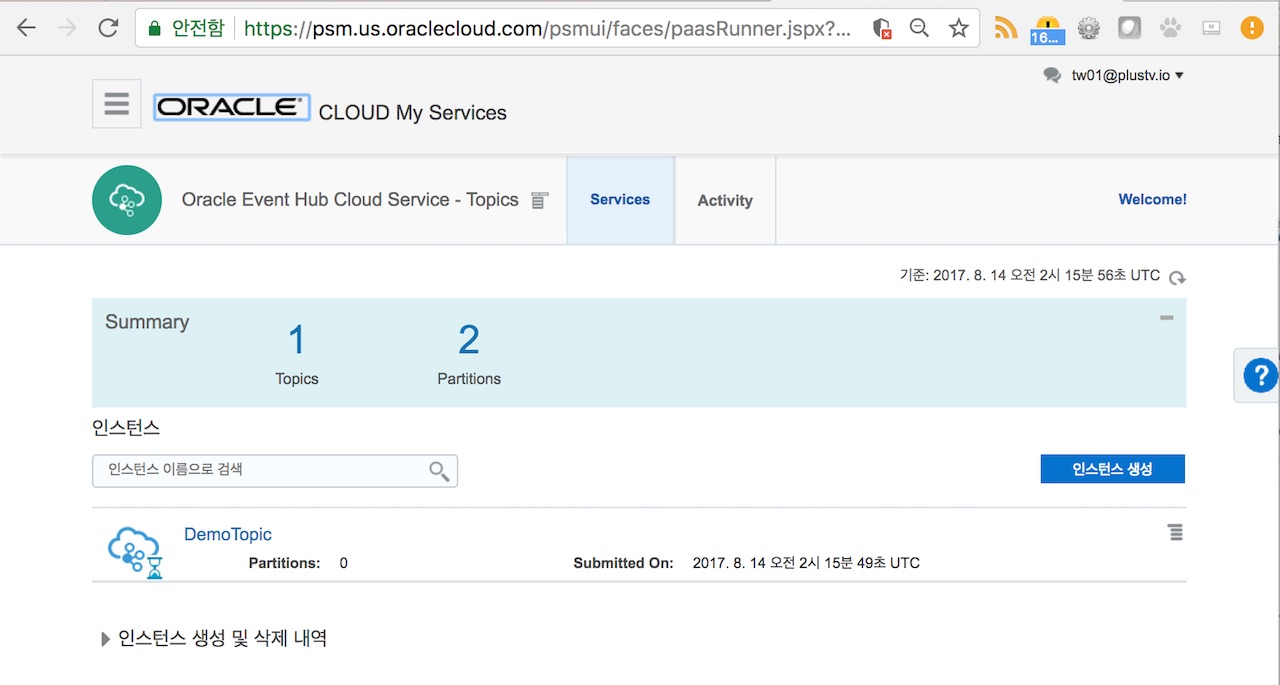 안전함 https://psm.us.oraclecloud.com/psmui/faces/paasRunner.jspx?...
16...
tw01@plustv.io
ORACLE CLOUD My Services
Oracle Event Hub Cloud Service - Topics Services Activity Welcome!
기준: 2017. 8. 14 오전 2시 15분 56초 UTC
Summary
1 2
Topics Partitions
?
인스턴스
인스턴스 이름으로 검색 인스턴스 생성
DemoTopic
Partitions: 0 Submitted On: 2017. 8. 14 오전 2시 15분 49초 UTC
인스턴스 생성 및 삭제 내역